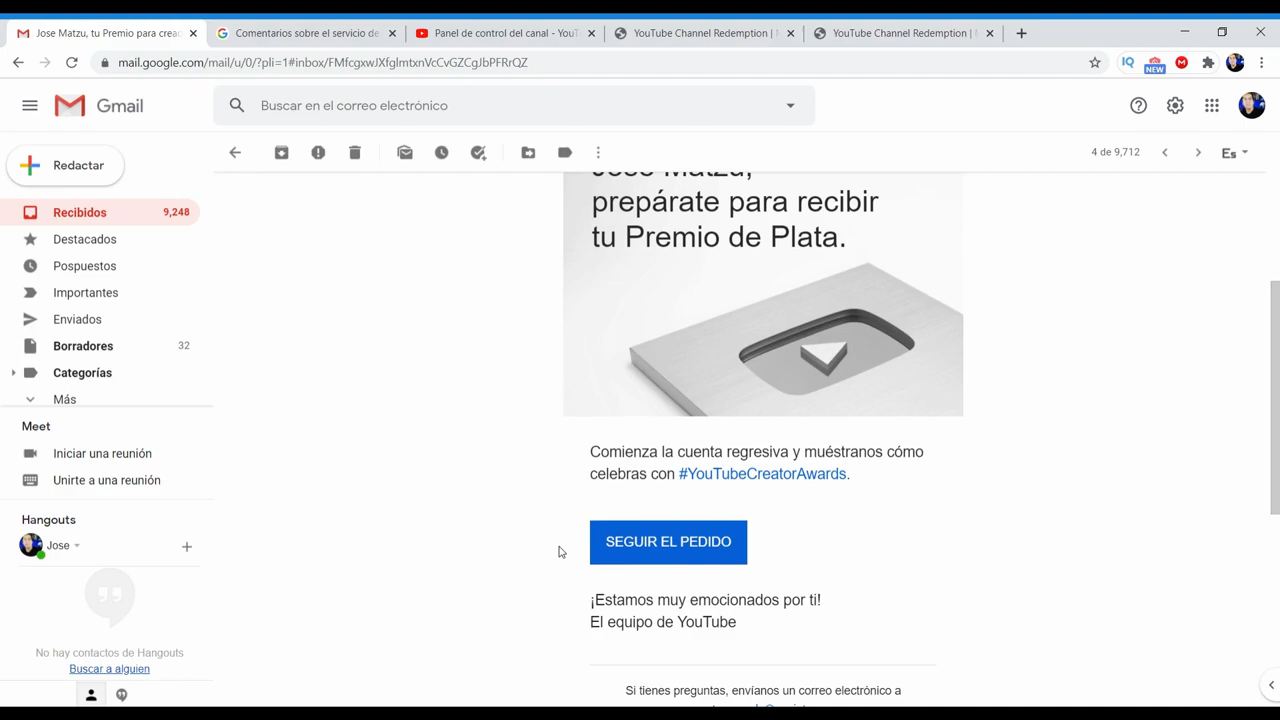 Jose Matzu, tu Premio para crea
Comentarios sobre el servicio de
Panel de control del canal - YouT
YouTube Channel Redemption |
YouTube Channel Redemption |
mail.google.com/mail/u/0/?pli=1#inbox/FMfcgxwJXfglmtxnVcCvGZCgbPFRrQZ
IQ
NEW
M
Gmail
Buscar en el correo electrónico
4 de 9,712
Es
Redactar
Recibidos 9,248
Destacados
Pospuestos
Importantes
Enviados
Borradores 32
Categorías
Más
Meet
Iniciar una reunión
Unirte a una reunión
Hangouts
Jose
No hay contactos de Hangouts
Buscar a alguien
Jose Matzu,
prepárate para recibir
tu Premio de Plata.
Comienza la cuenta regresiva y muéstranos cómo
celebras con #YouTubeCreatorAwards.
SEGUIR EL PEDIDO
¡Estamos muy emocionados por ti!
El equipo de YouTube
Si tienes preguntas, envíanos un correo electrónico a